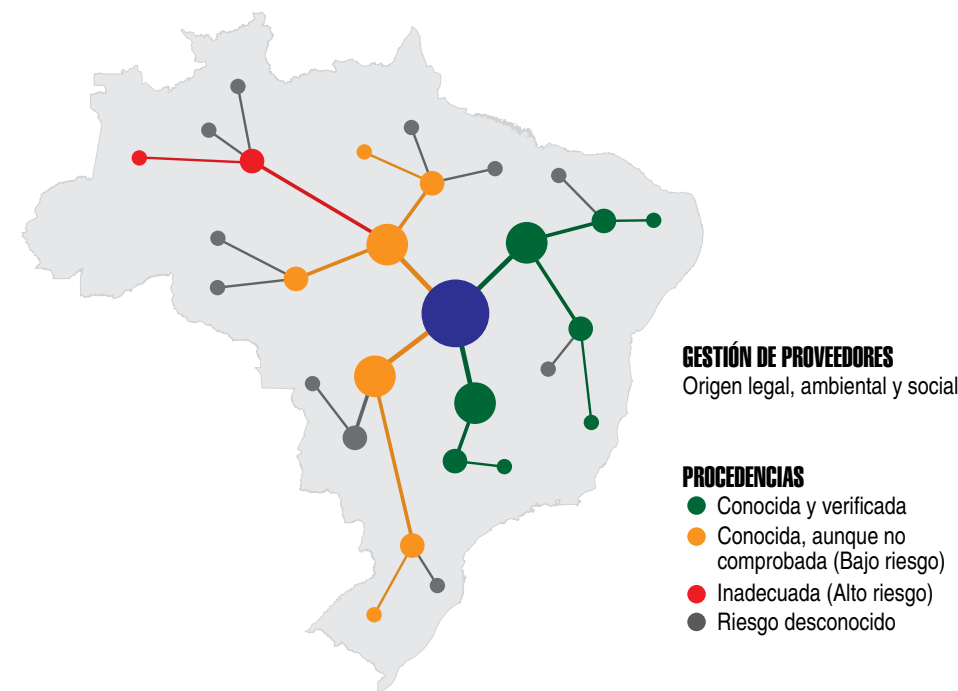 GESTIÓN DE PROVEEDORES
Origen legal, ambiental y social
PROCEDENCIAS
Conocida y verificada
Conocida, aunque no
comprobada (Bajo riesgo)
Inadecuada (Alto riesgo)
Riesgo desconocido